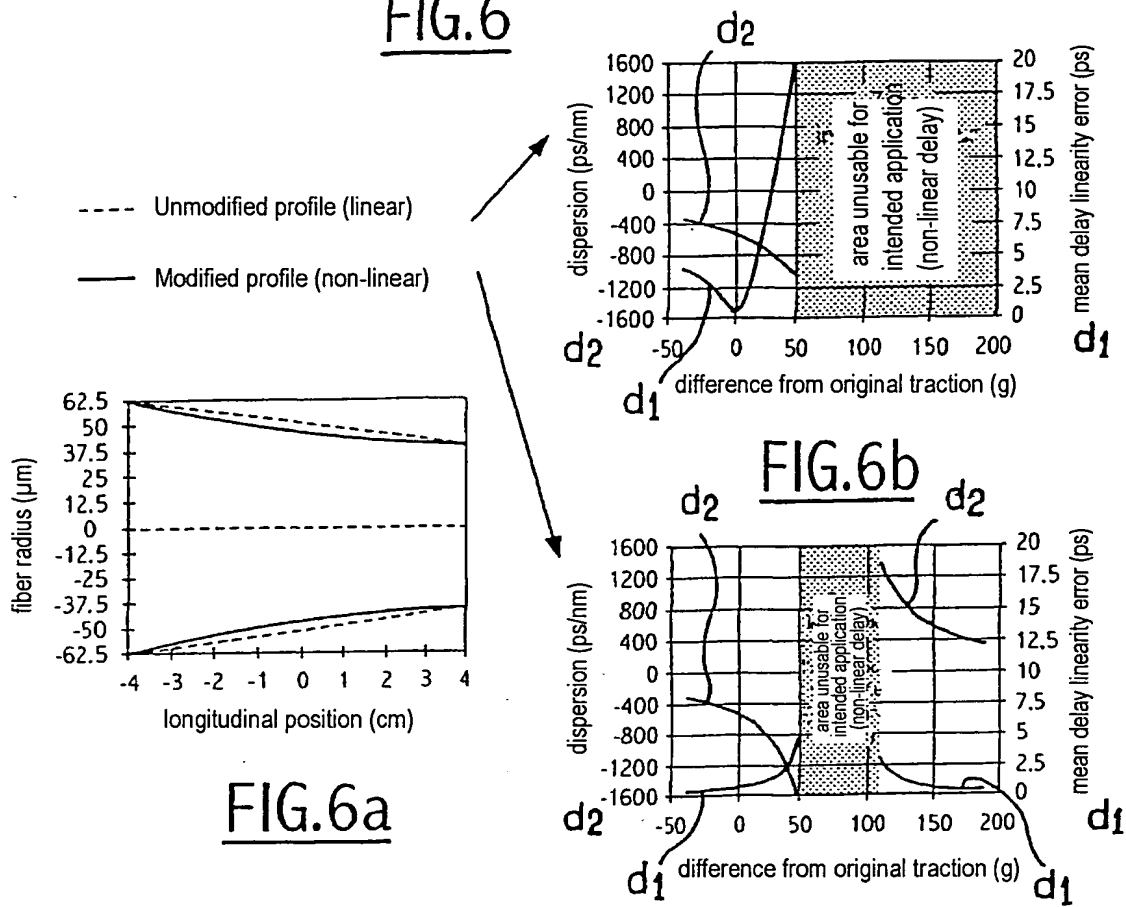 FIG.6
Unmodified profile (linear)
Modified profile (non-linear)
d2
1600
1200
800
400
0
-400
-800
-1200
-1600
dispersion (ps/nm)
area unusable for
intended application
(non-linear delay)
20
17.5
15
12.5
10
7.5
5
2.5
0
mean delay linearity error (ps)
d2
-50
0
50
100
150
200
d1
d1
difference from original traction (g)
FIG.6b
62.5
50
37.5
25
12.5
0
-12.5
-25
-37.5
-50
-62.5
fiber radius (µm)
-4
-3
-2
-1
0
1
2
3
4
longitudinal position (cm)
FIG.6a
d2
d2
1600
1200
800
400
0
-400
-800
-1200
-1600
dispersion (ps/nm)
area unusable for
intended application
(non-linear delay)
20
17.5
15
12.5
10
7.5
5
2.5
0
mean delay linearity error (ps)
d2
-50
0
50
100
150
200
d1
d1
difference from original traction (g)
d1